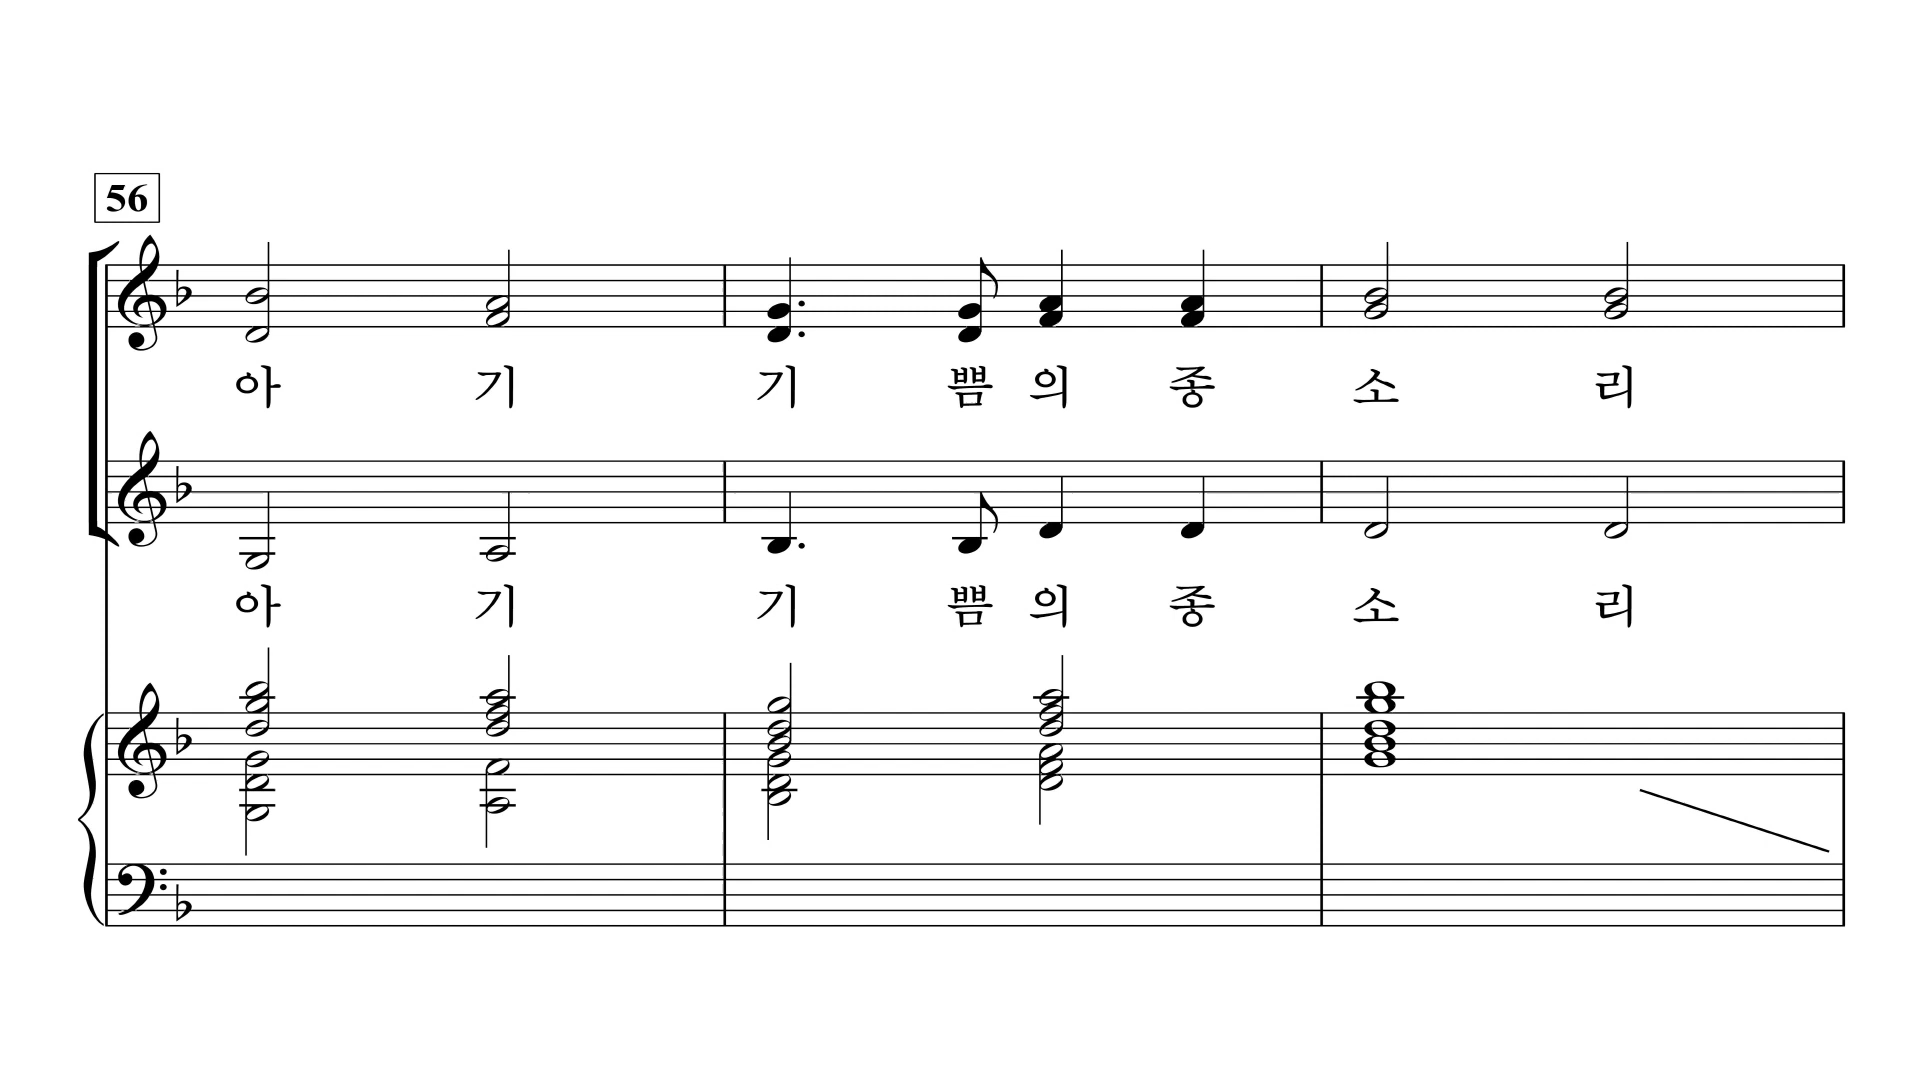 56
아 기 기 쁨 의 종 소 리
아 기 기 쁨 의 종 소 리